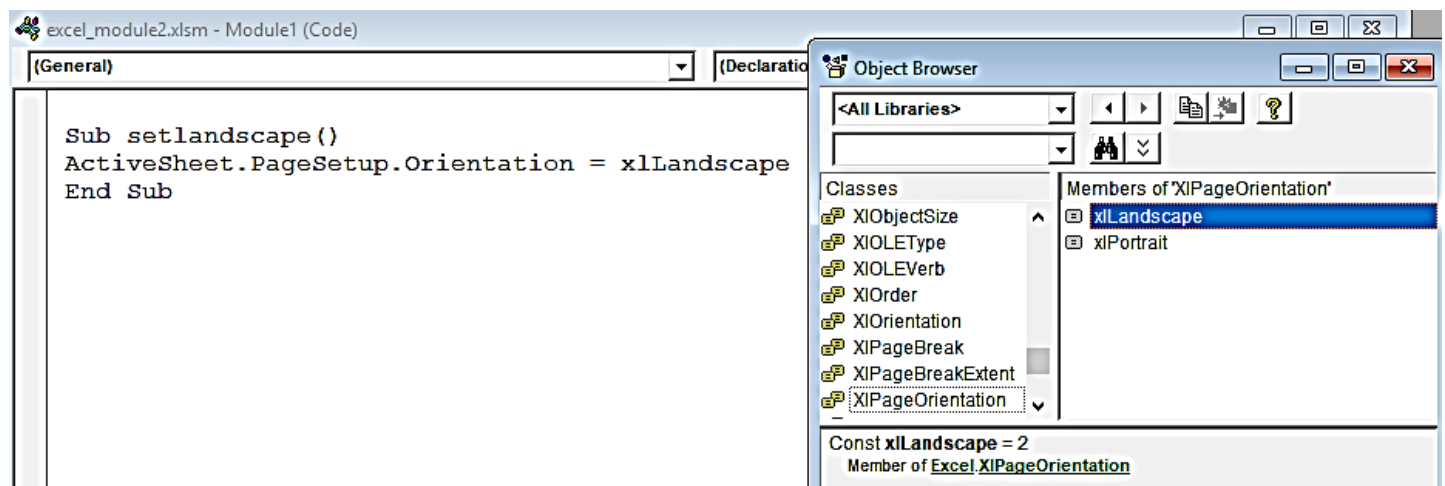 excel_module2.xlsm - Module1 (Code)
(General)
Sub setlandscape()
ActiveSheet.PageSetup.Orientation = xlLandscape
End Sub
Object Browser
<All Libraries>
Classes
XlObjectSize
XlOLEType
XlOLEVerb
XlOrder
XlOrientation
XlPageBreak
XlPageBreakExtent
XlPageOrientation
Members of 'XlPageOrientation'
xlLandscape
xlPortrait
Const xlLandscape = 2
Member of Excel.XlPageOrientation